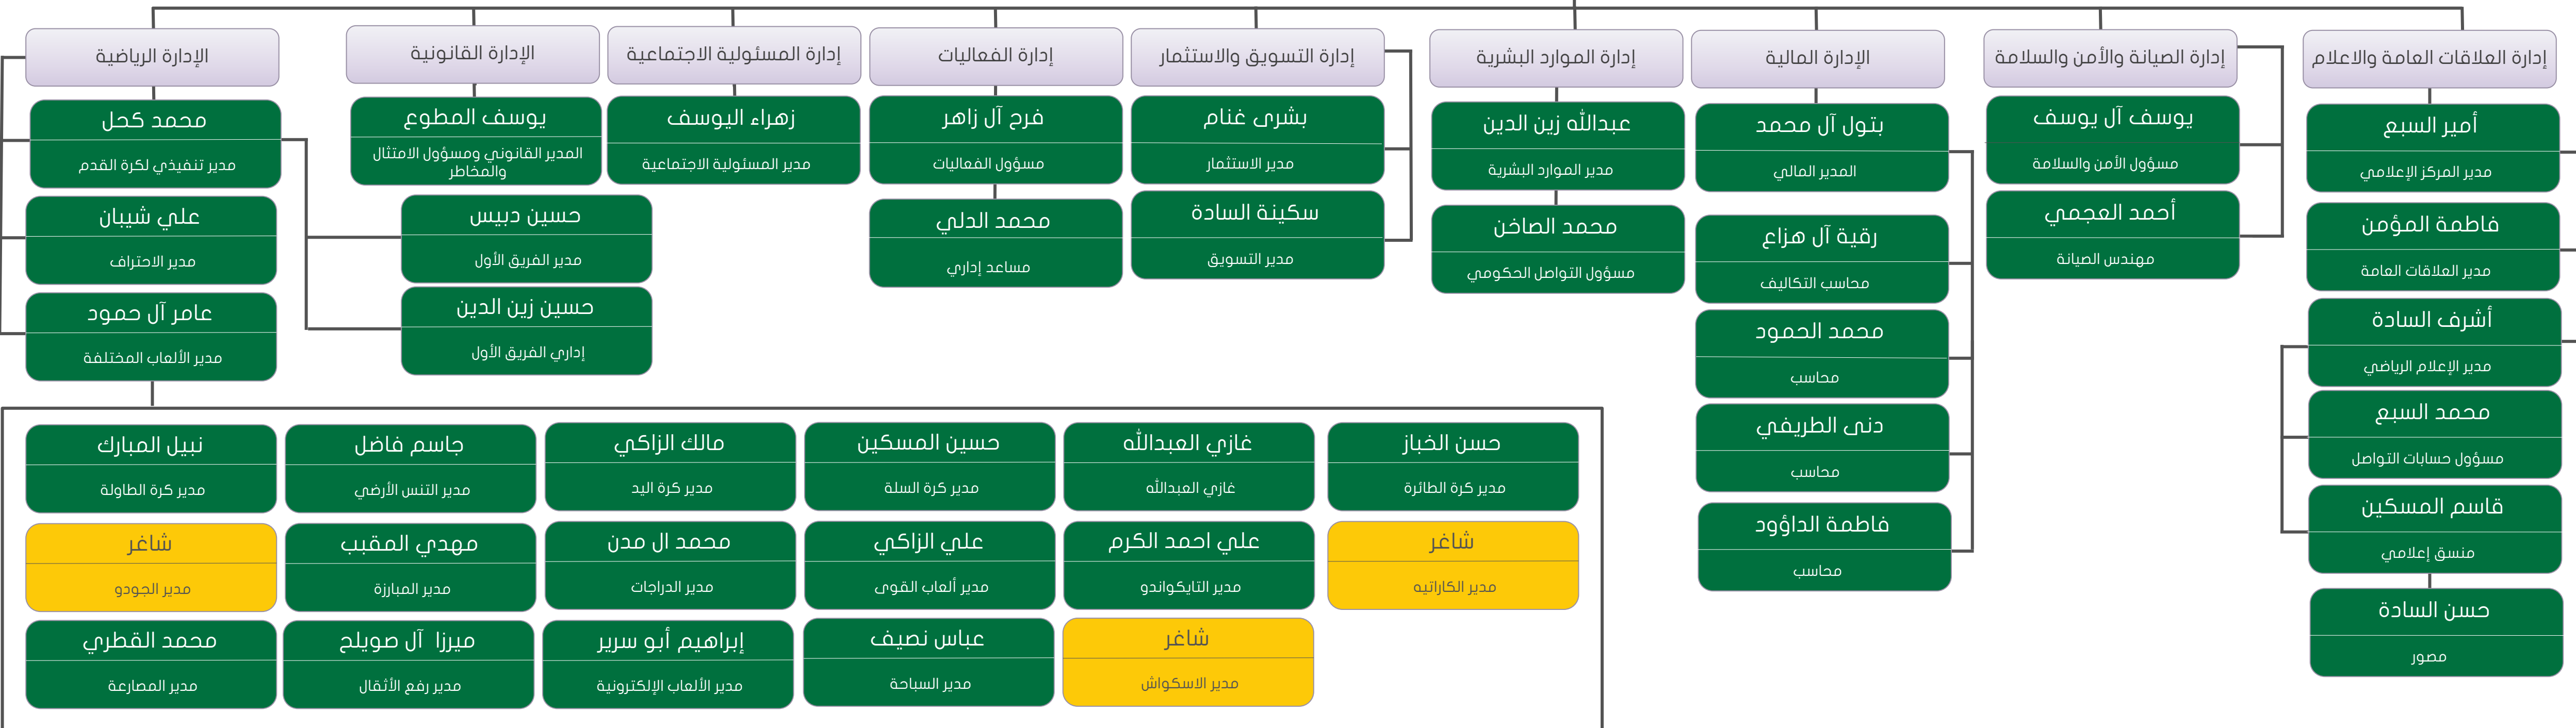 إدارة العلاقات العامة والاعلام
إدارة الصيانة والأمن والسلامة
الإدارة المالية
إدارة الموارد البشرية
إدارة التسويق والاستثمار
إدارة الفعاليات
إدارة المسئولية الاجتماعية
الإدارة القانونية
الإدارة الرياضية
أمير السبع
مدير المركز الإعلامي
فاطمة المؤمن
مدير العلاقات العامة
أشرف السادة
مدير الإعلام الرياضي
محمد السبع
مسؤول حسابات التواصل
قاسم المسكين
منسق إعلامي
حسن السادة
مصور
يوسف آل يوسف
مسؤول الأمن والسلامة
أحمد العجمي
مهندس الصيانة
بتول آل محمد
المدير المالي
رقية آل هزاع
محاسب التكاليف
محمد الحمود
محاسب
دنى الطريفي
محاسب
فاطمة الداؤود
محاسب
عبدالله زين الدين
مدير الموارد البشرية
محمد الصاخن
مسؤول التواصل الحكومي
بشرى غنام
مدير الاستثمار
سكينة السادة
مدير التسويق
فرح آل زاهر
مسؤول الفعاليات
محمد الدلي
مساعد إداري
زهراء اليوسف
مدير المسئولية الاجتماعية
يوسف المطوع
المدير القانوني ومسؤول الامتثال
والمخاطر
محمد كحل
مدير تنفيذي لكرة القدم
حسين دبيس
مدير الفريق الأول
حسين زين الدين
إداري الفريق الأول
علي شيبان
مدير الاحتراف
عامر آل حمود
مدير الألعاب المختلفة
حسن الخباز
مدير كرة الطائرة
غازي العبدالله
غازي العبدالله
حسين المسكين
مدير كرة السلة
مالك الزاكي
مدير كرة اليد
جاسم فاضل
مدير التنس الأرضي
نبيل المبارك
مدير كرة الطاولة
شاغر
مدير الكاراتيه
علي احمد الكرم
مدير التايكواندو
علي الزاكي
مدير ألعاب القوى
محمد ال مدن
مدير الدراجات
مهدي المقبب
مدير المبارزة
شاغر
مدير الجودو
شاغر
مدير الاسكواش
عباس نصيف
مدير السباحة
إبراهيم أبو سرير
مدير الألعاب الإلكترونية
ميرزا آل صويلح
مدير رفع الأثقال
محمد القطري
مدير المصارعة